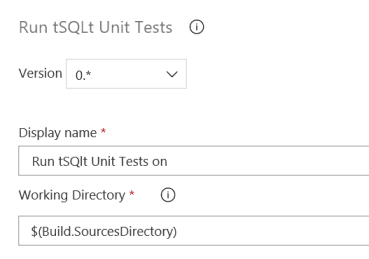 Run tSQLt Unit Tests
Version 0.*
Display name *
Run tSQlt Unit Tests on
Working Directory *
$(Build.SourcesDirectory)